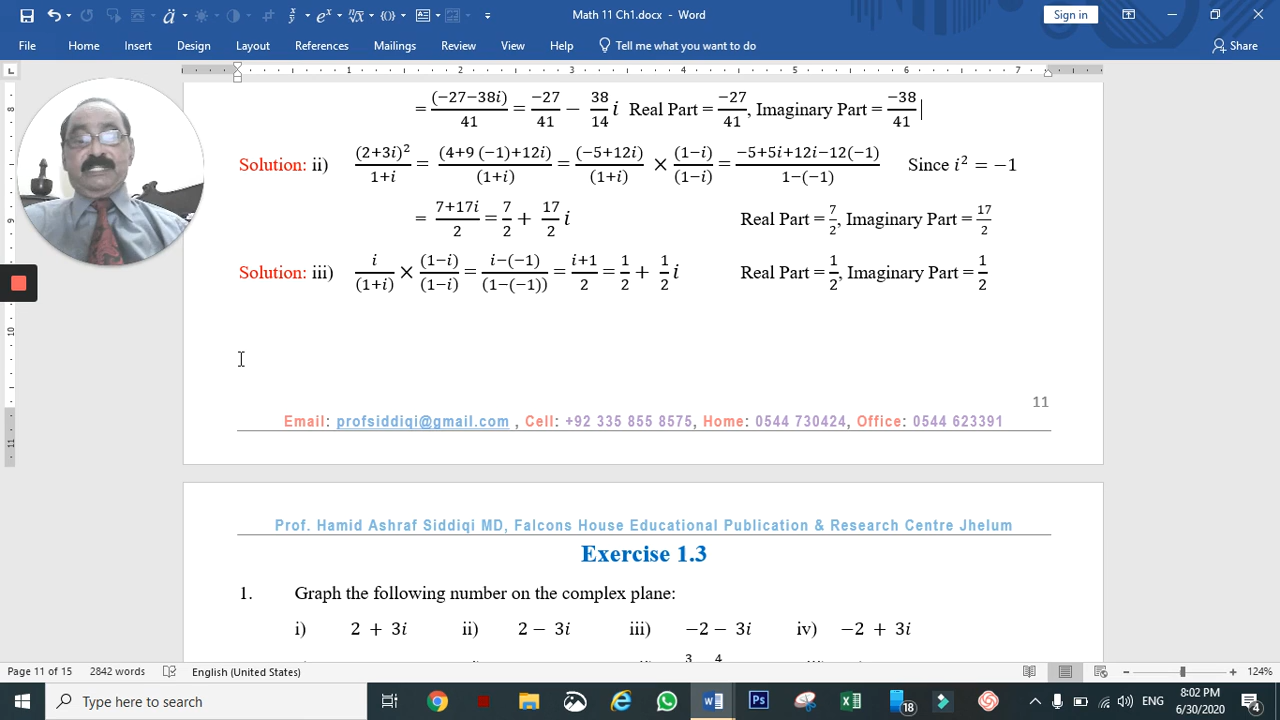 Math 11 Ch1.docx - Word
Sign in
File Home Insert Design Layout References Mailings Review View Help Tell me what you want to do Share
= (−27−38i)/41 = −27/41 − 38/14 i Real Part = −27/41, Imaginary Part = −38/41
Solution: ii) (2+3i)²/1+i = (4+9 (−1)+12i)/(1+i) = (−5+12i)/(1+i) × (1−i)/(1−i) = −5+5i+12i−12(−1)/1−(−1) Since i² = −1
= 7+17i/2 = 7/2 + 17/2 i Real Part = 7/2, Imaginary Part = 17/2
Solution: iii) i/(1+i) × (1−i)/(1−i) = i−(−1)/(1−(−1)) = i+1/2 = 1/2 + 1/2 i Real Part = 1/2, Imaginary Part = 1/2
11
Email: profsiddiqi@gmail.com , Cell: +92 335 855 8575, Home: 0544 730424, Office: 0544 623391
Prof. Hamid Ashraf Siddiqi MD, Falcons House Educational Publication & Research Centre Jhelum
Exercise 1.3
1. Graph the following number on the complex plane:
i) 2 + 3i ii) 2 − 3i iii) −2 − 3i iv) −2 + 3i
Page 11 of 15 2842 words English (United States) 124%
Type here to search 18 ENG 8:02 PM
6/30/2020 4